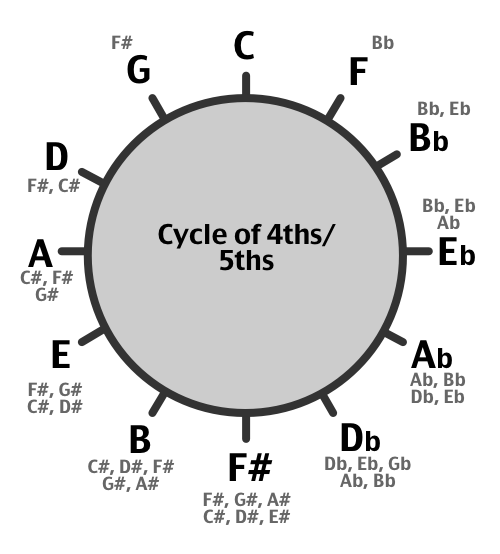 C
F#
G
Bb
F
Bb, Eb
Bb
D
F#, C#
Bb, Eb
Ab
Eb
Cycle of 4ths/
5ths
A
C#, F#
G#
E
F#, G#
C#, D#
Ab
Ab, Bb
Db, Eb
B
C#, D#, F#
G#, A#
Db
Db, Eb, Gb
Ab, Bb
F#
F#, G#, A#
C#, D#, E#